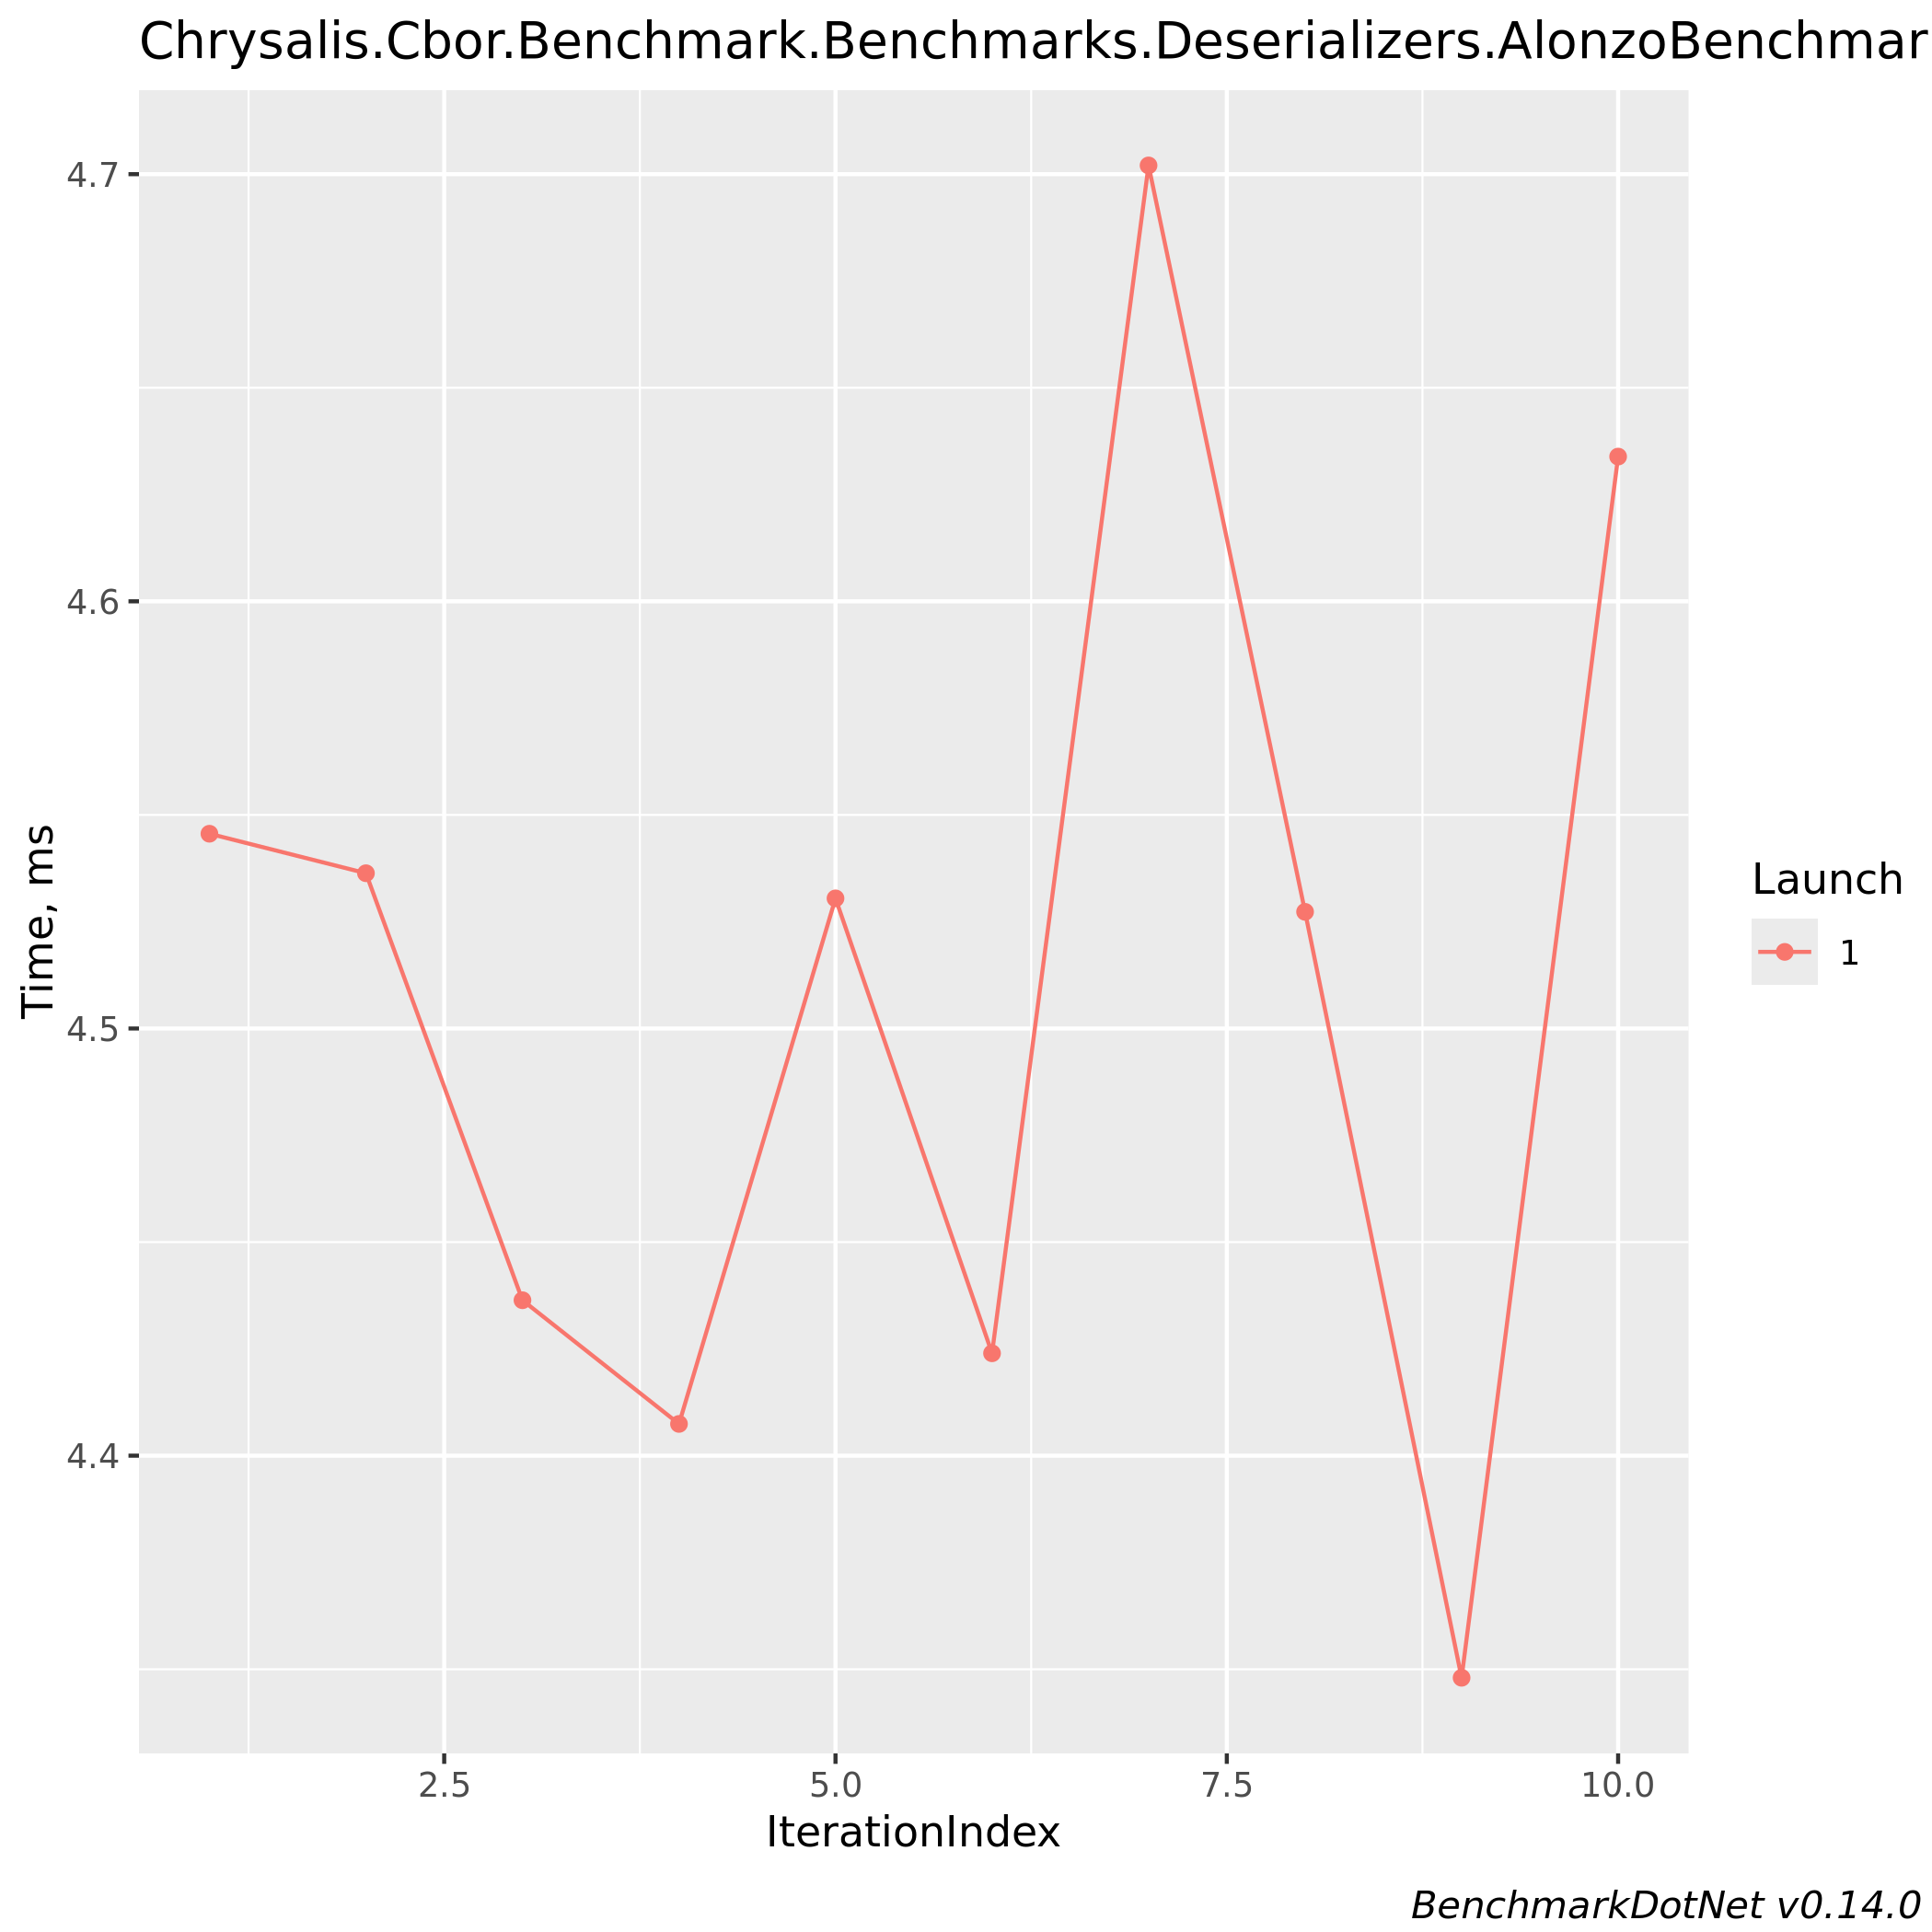 Chrysalis.Cbor.Benchmark.Benchmarks.Deserializers.AlonzoBenchmar
4.7
4.6
4.5
4.4
Time, ms
2.5 5.0 7.5 10.0
IterationIndex
Launch
1
BenchmarkDotNet v0.14.0